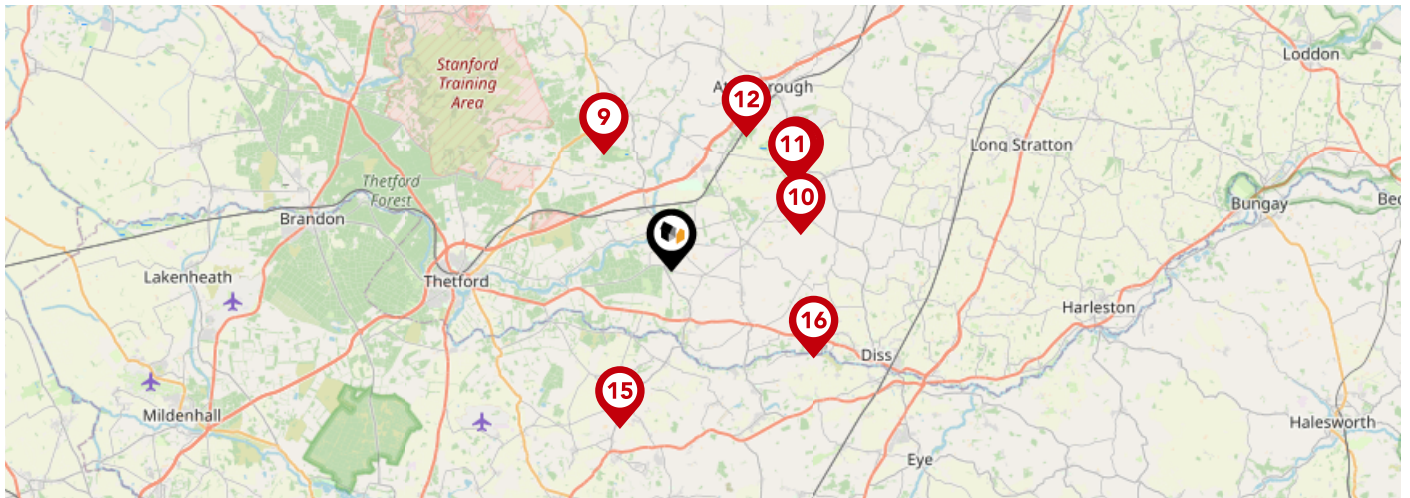 Loddon
Stanford
Training
Area
12
9
Long Stratton
11
Thetford
Forest
10
Bungay
Brandon
Lakenheath
Thetford
Harleston
16
Diss
15
Mildenhall
Halesworth
Eye